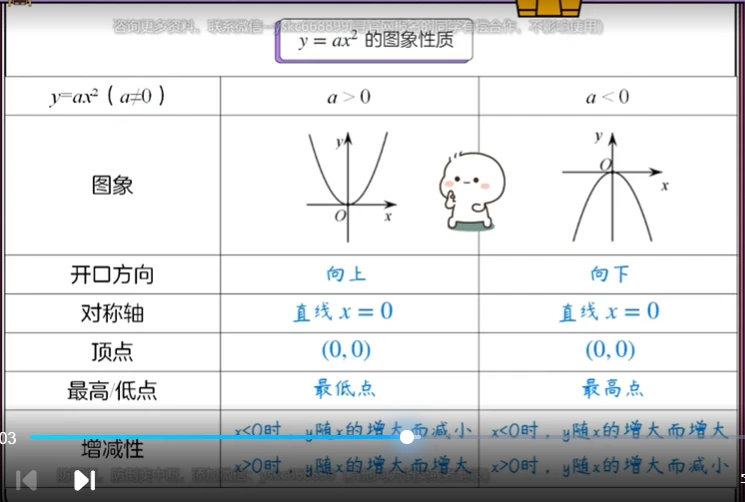 y = ax² 的图象性质
y=ax² ( a≠0 ) a > 0 a < 0
图象 y O x y O x
开口方向 向上 向下
对称轴 直线 x = 0 直线 x = 0
顶点 (0, 0) (0, 0)
最高/低点 最低点 最高点
03
增减性
x<0时，y随x的增大而减小 x<0时，y随x的增大而增大
x>0时，y随x的增大而增大 x>0时，y随x的增大而减小